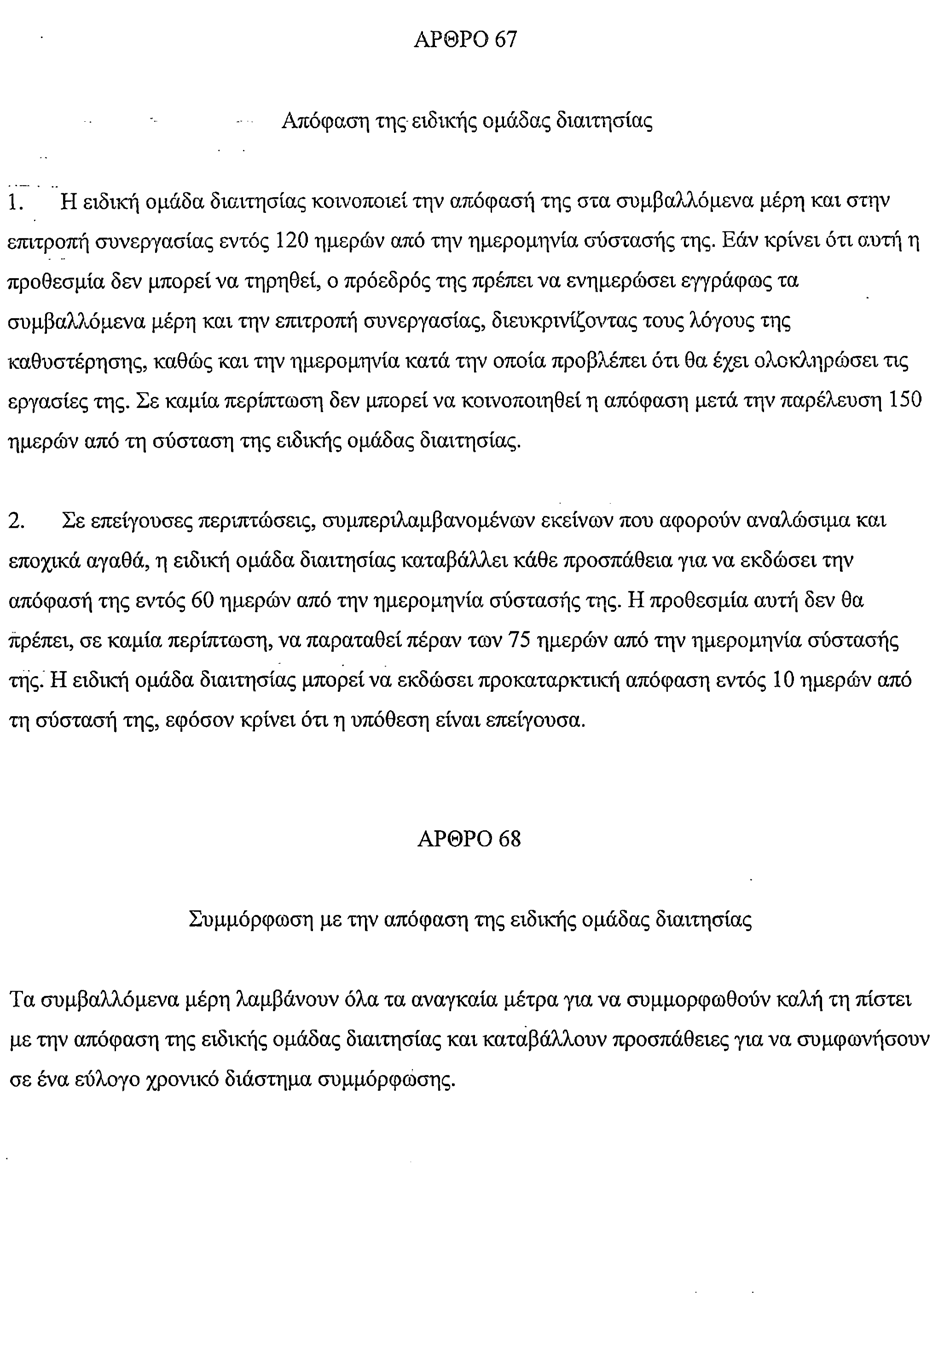 ΑΡΘΡΟ 67
Απόφαση της ειδικής ομάδας διαιτησίας
1. Η ειδική ομάδα διαιτησίας κοινοποιεί την απόφασή της στα συμβαλλόμενα μέρη και στην
επιτροπή συνεργασίας εντός 120 ημερών από την ημερομηνία σύστασής της. Εάν κρίνει ότι αυτή η
προθεσμία δεν μπορεί να τηρηθεί, ο πρόεδρός της πρέπει να ενημερώσει εγγράφως τα
συμβαλλόμενα μέρη και την επιτροπή συνεργασίας, διευκρινίζοντας τους λόγους της
καθυστέρησης, καθώς και την ημερομηνία κατά την οποία προβλέπει ότι θα έχει ολοκληρώσει τις
εργασίες της. Σε καμία περίπτωση δεν μπορεί να κοινοποιηθεί η απόφαση μετά την παρέλευση 150
ημερών από τη σύσταση της ειδικής ομάδας διαιτησίας.
2. Σε επείγουσες περιπτώσεις, συμπεριλαμβανομένων εκείνων που αφορούν αναλώσιμα και
εποχικά αγαθά, η ειδική ομάδα διαιτησίας καταβάλλει κάθε προσπάθεια για να εκδώσει την
απόφασή της εντός 60 ημερών από την ημερομηνία σύστασής της. Η προθεσμία αυτή δεν θα
πρέπει, σε καμία περίπτωση, να παραταθεί πέραν των 75 ημερών από την ημερομηνία σύστασής
της. Η ειδική ομάδα διαιτησίας μπορεί να εκδώσει προκαταρκτική απόφαση εντός 10 ημερών από
τη σύστασή της, εφόσον κρίνει ότι η υπόθεση είναι επείγουσα.
ΑΡΘΡΟ 68
Συμμόρφωση με την απόφαση της ειδικής ομάδας διαιτησίας
Τα συμβαλλόμενα μέρη λαμβάνουν όλα τα αναγκαία μέτρα για να συμμορφωθούν καλή τη πίστει
με την απόφαση της ειδικής ομάδας διαιτησίας και καταβάλλουν προσπάθειες για να συμφωνήσουν
σε ένα εύλογο χρονικό διάστημα συμμόρφωσης.